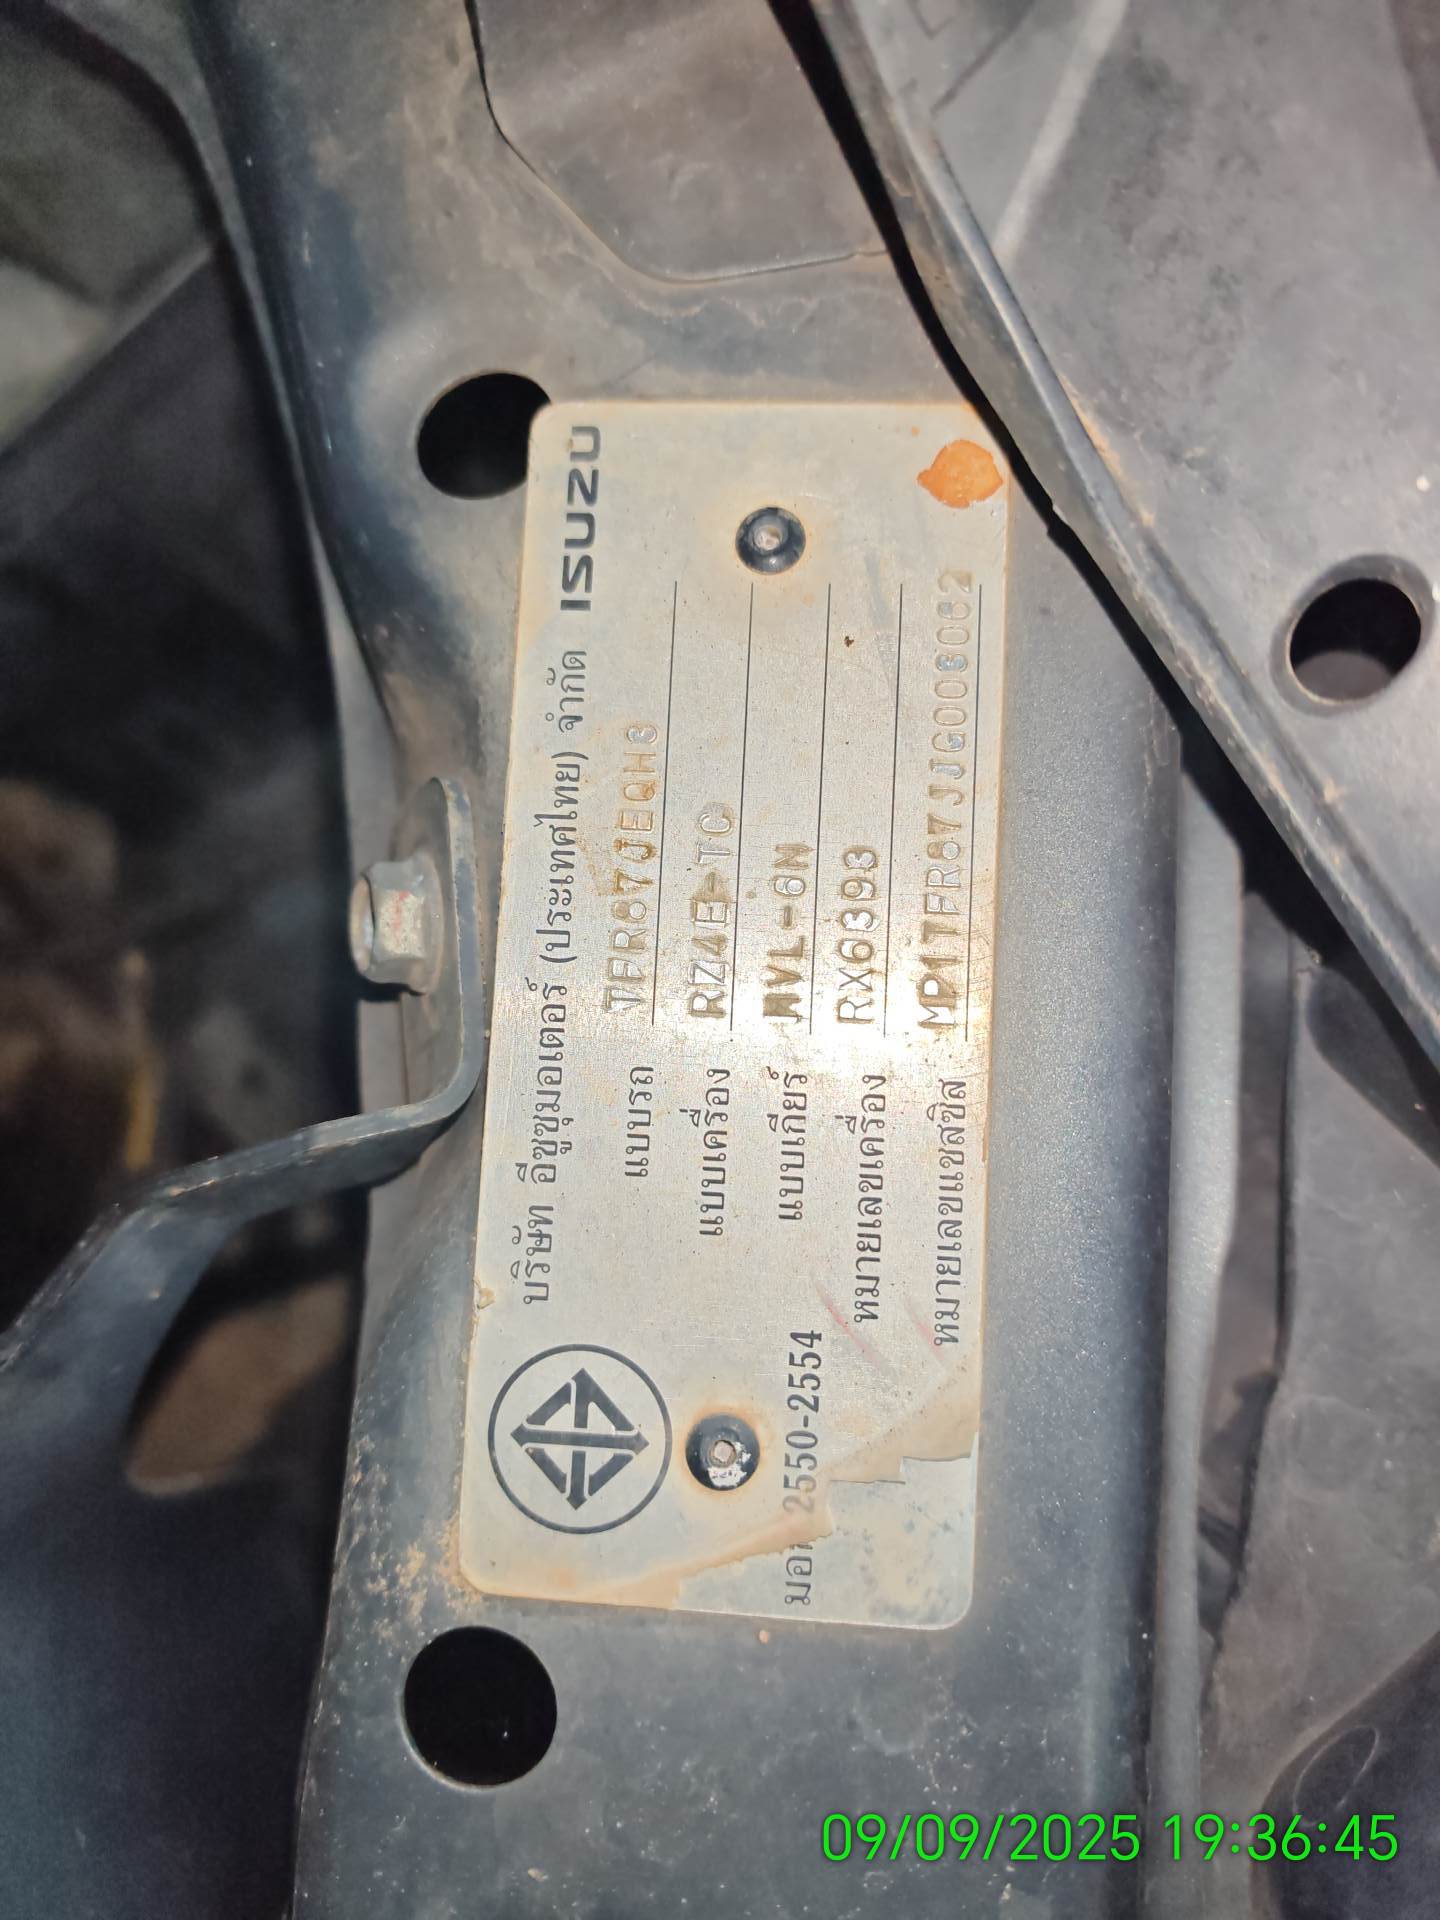 บริษัท อีซูซุมอเตอร์ (ประเทศไทย) จำกัด ISUZU
แบบรถ TFR87JEQH3
แบบเครื่อง RZ4E-TC
แบบเกียร์ MVL-6N
หมายเลขเครื่อง RX6393
หมายเลขแชสซิส
2550-2554
09/09/2025 19:36:45